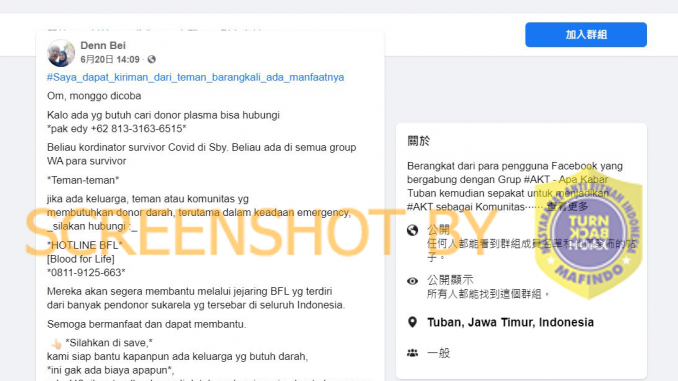 加入群組
Denn Bei
6月20日 14:09 ·
#Saya_dapat_kiriman_dari_teman_barangkali_ada_manfaatnya
Om, monggo dicoba
Kalo ada yg butuh cari donor plasma bisa hubungi
*pak edy +62 813-3163-6515*
Beliau kordinator survivor Covid di Sby. Beliau ada di semua group
WA para survivor
*Teman-teman*
jika ada keluarga, teman atau komunitas yg
membutuhkan donor darah, terutama dalam keadaan emergency,
_silakan hubungi :_
*HOTLINE BFL*
[Blood for Life]
*0811-9125-663*
Mereka akan segera membantu melalui jejaring BFL yg terdiri
dari banyak pendonor sukarela yg tersebar di seluruh Indonesia.
Semoga bermanfaat dan dapat membantu.
👆🏻 *Silahkan di save,*
kami siap bantu kapanpun ada keluarga yg butuh darah,
*ini gak ada biaya apapun*,
關於
Berangkat dari para pengguna Facebook yang
bergabung dengan Grup #AKT - Apa Kabar
Tuban kemudian sepakat untuk menjadikan
#AKT sebagai Komunitas⋯⋯ 更多
公開
任何人都能看到群組成員名單和
子。
公開顯示
所有人都能找到這個群組。
Tuban, Jawa Timur, Indonesia
一般
SCREENSHOT BY
MASYARAKAT ANTI FITNAH INDONESIA
TURN
BACK
HOAX
MAFINDO